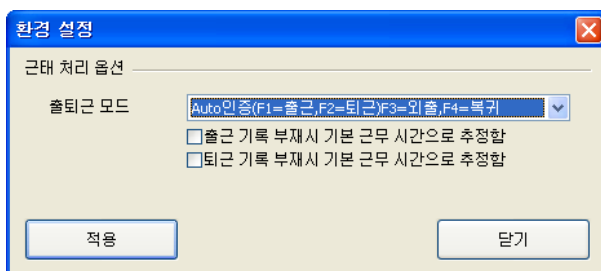 환경 설정
근태 처리 옵션
출퇴근 모드
Auto인증(F1=출근,F2=퇴근)F3=외출,F4=복귀
출근 기록 부재시 기본 근무 시간으로 추정함
퇴근 기록 부재시 기본 근무 시간으로 추정함
적용 닫기